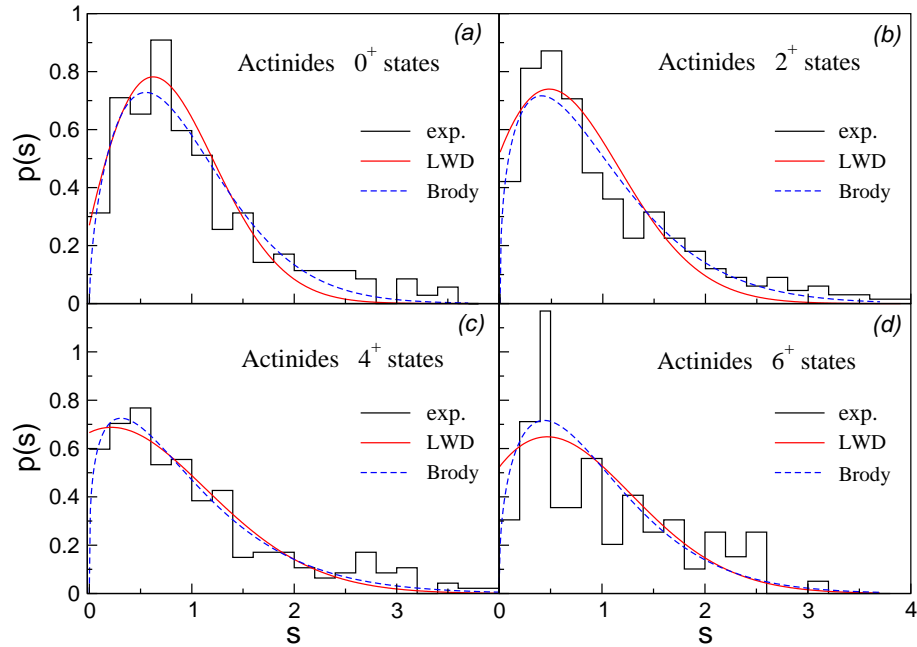 1
0.8
0.6
0.4
0.2
0
p(s)
(a)
Actinides 0⁺ states
exp.
LWD
Brody
(b)
Actinides 2⁺ states
exp.
LWD
Brody
1
0.8
0.6
0.4
0.2
0
p(s)
(c)
Actinides 4⁺ states
exp.
LWD
Brody
(d)
Actinides 6⁺ states
exp.
LWD
Brody
0 1 2 3
0 1 2 3 4
s
s